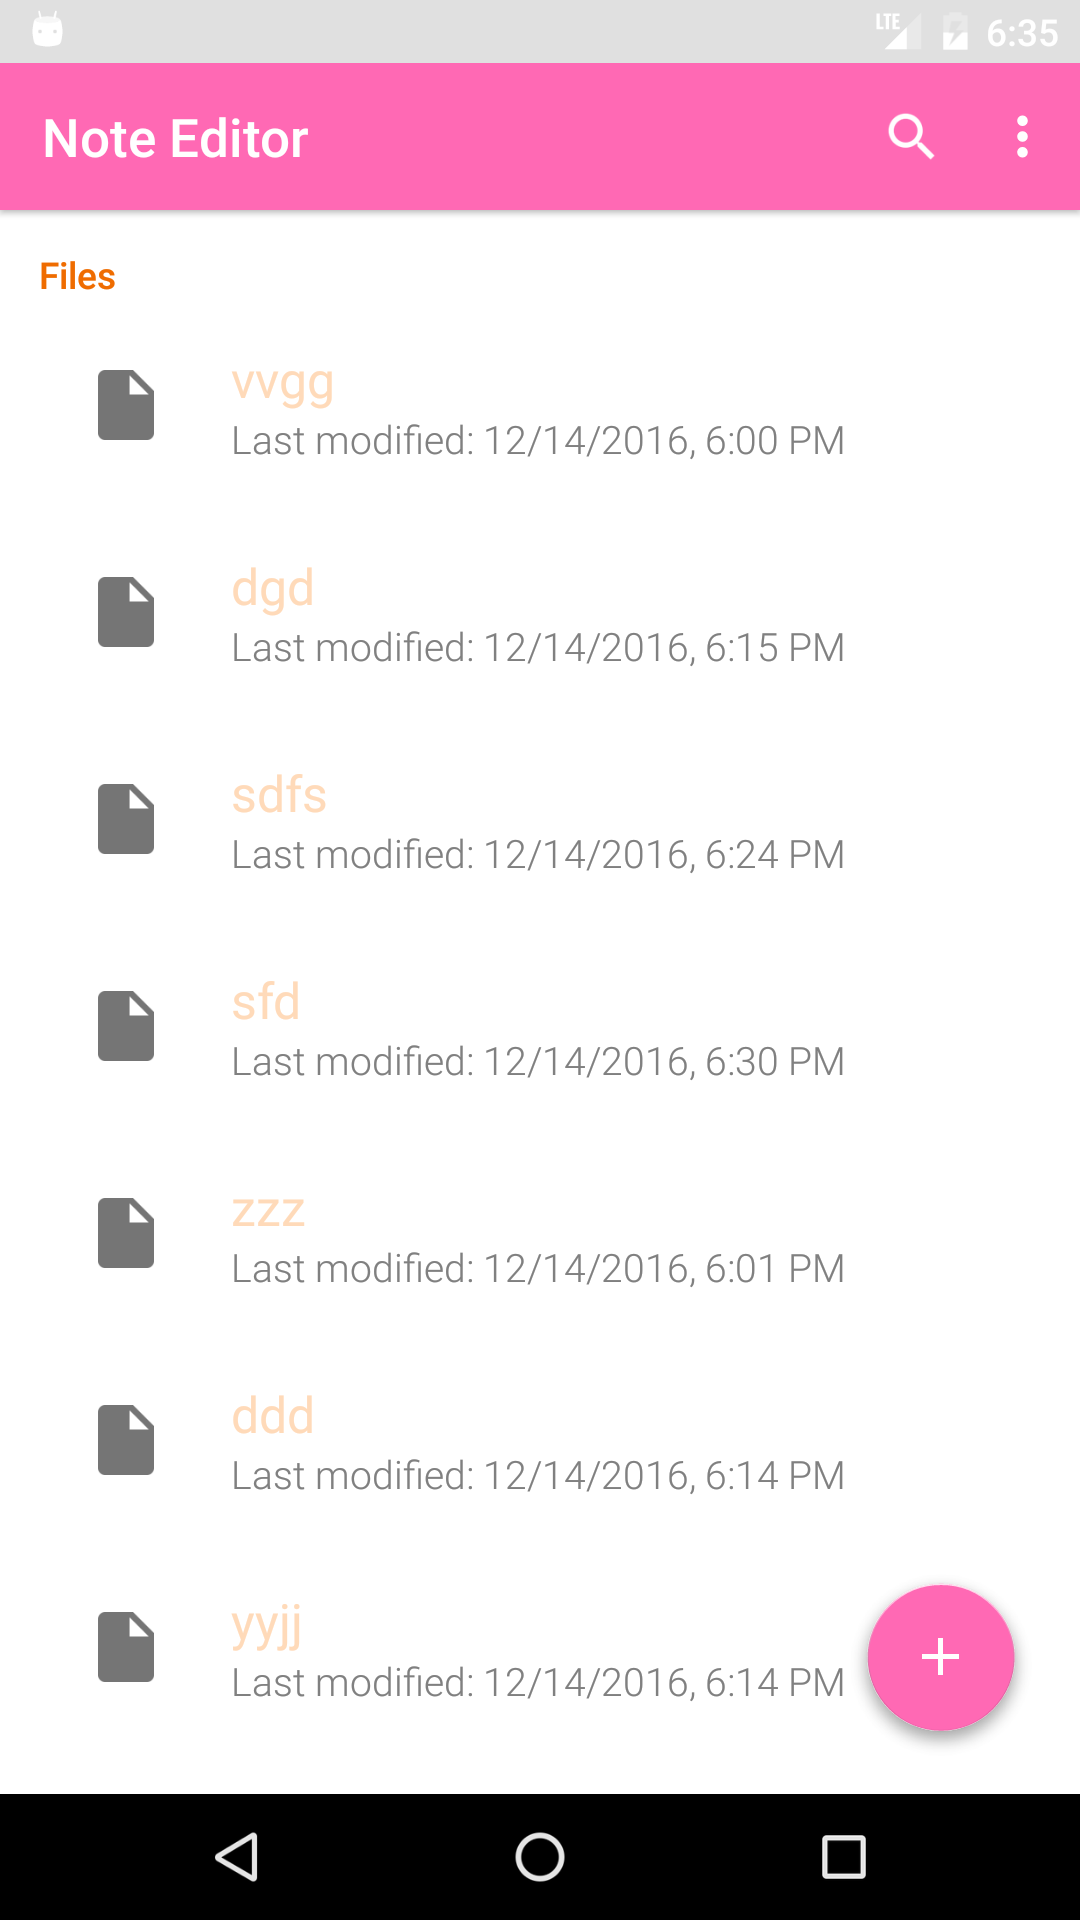 LTE 6:35
Note Editor
Files
vvgg
Last modified: 12/14/2016, 6:00 PM
dgd
Last modified: 12/14/2016, 6:15 PM
sdfs
Last modified: 12/14/2016, 6:24 PM
sfd
Last modified: 12/14/2016, 6:30 PM
zzz
Last modified: 12/14/2016, 6:01 PM
ddd
Last modified: 12/14/2016, 6:14 PM
yyjj
Last modified: 12/14/2016, 6:14 PM